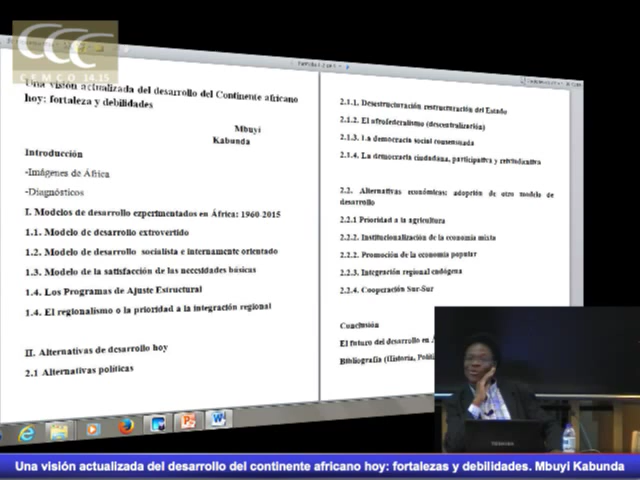 CCC
CEMCO 14.15
Una visión actualizada del desarrollo del Continente africano
hoy: fortaleza y debilidades
Mbuyi
Kabunda
Introducción
-Imágenes de África
-Diagnósticos
I. Modelos de desarrollo experimentados en África: 1960-2015
1.1. Modelo de desarrollo extrovertido
1.2. Modelo de desarrollo socialista e internamente orientado
1.3. Modelo de la satisfacción de las necesidades básicas
1.4. Los Programas de Ajuste Estructural
1.4. El regionalismo o la prioridad a la integración regional
II. Alternativas de desarrollo hoy
2.1 Alternativas políticas
2.1.1. Desestructuración restructuración del Estado
2.1.2. El afrofederalismo (descentralización)
2.1.3. La democracia social consensuada
2.1.4. La democracia ciudadana, participativa y reivindicativa
2.2. Alternativas económicas: adopción de otro modelo de
desarrollo
2.2.1 Prioridad a la agricultura
2.2.2. Institucionalización de la economía mixta
2.2.2. Promoción de la economía popular
2.2.3. Integración regional endógena
2.2.4. Cooperación Sur-Sur
Conclusión
El futuro del desarrollo en
Bibliografía (Historia,
TOSHIBA
Una visión actualizada del desarrollo del continente africano hoy: fortalezas y debilidades. Mbuyi Kabunda